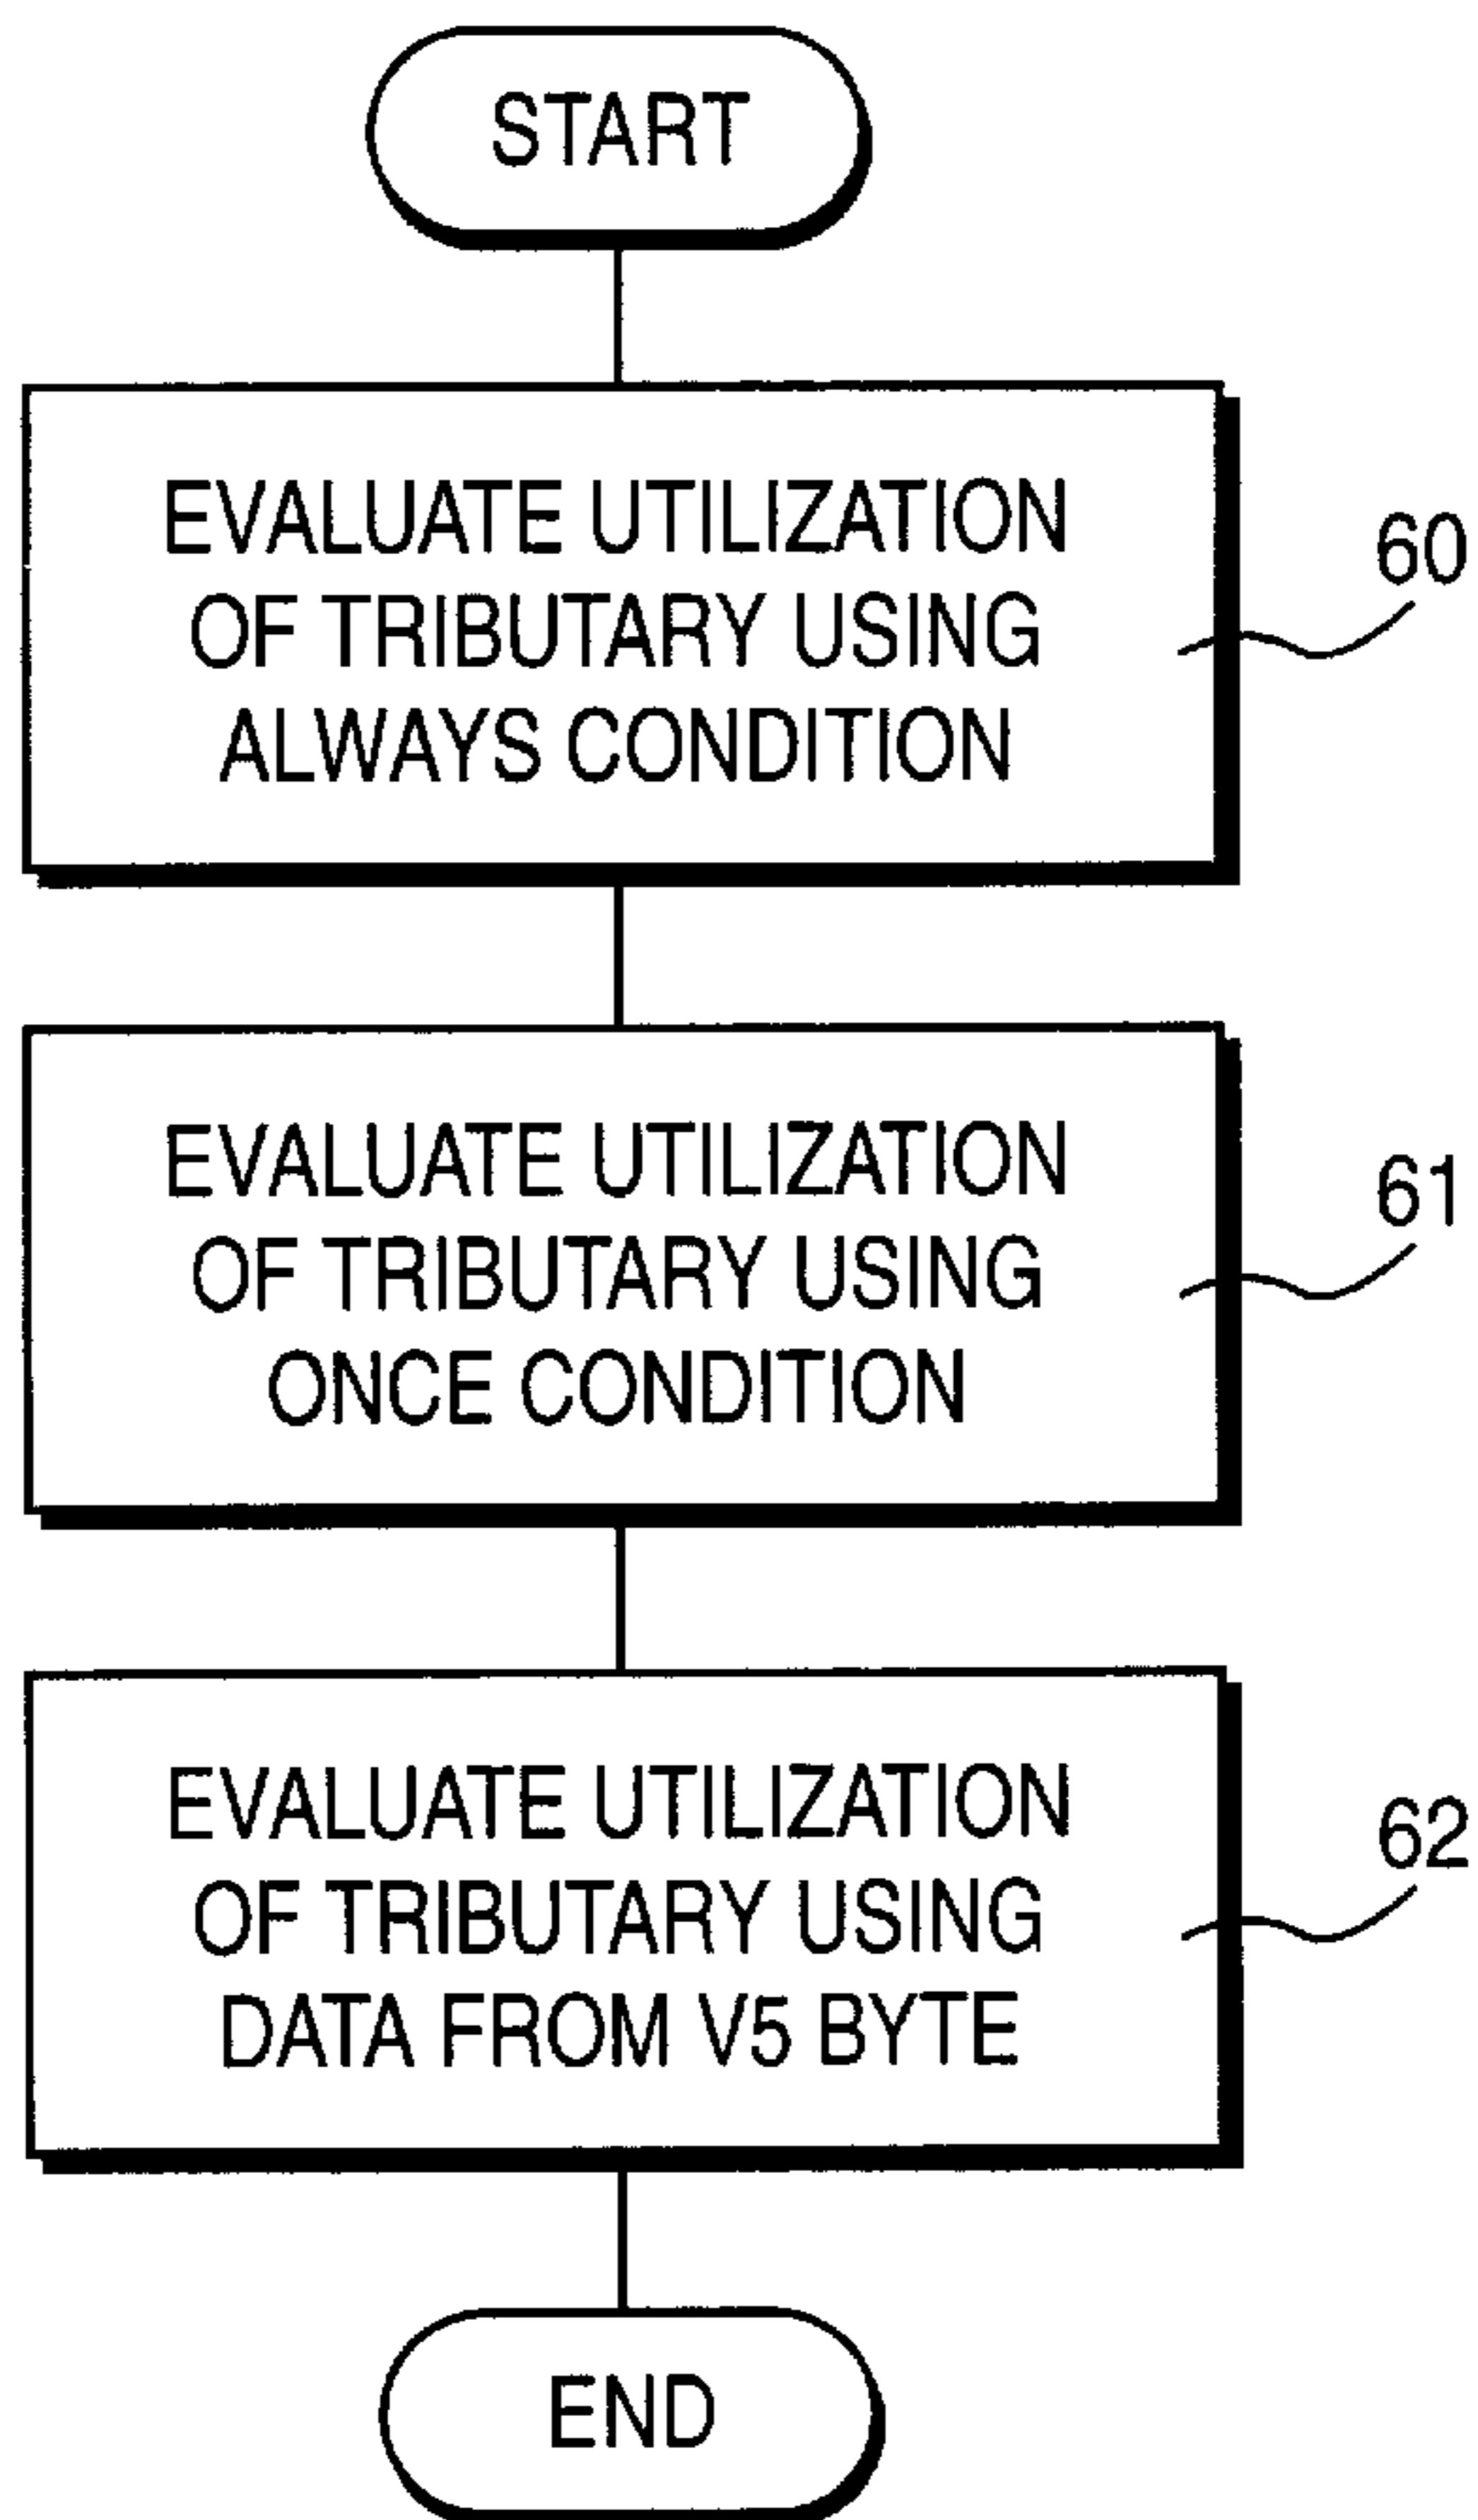 START
EVALUATE UTILIZATION
OF TRIBUTARY USING
ALWAYS CONDITION
60
EVALUATE UTILIZATION
OF TRIBUTARY USING
ONCE CONDITION
61
EVALUATE UTILIZATION
OF TRIBUTARY USING
DATA FROM V5 BYTE
62
END